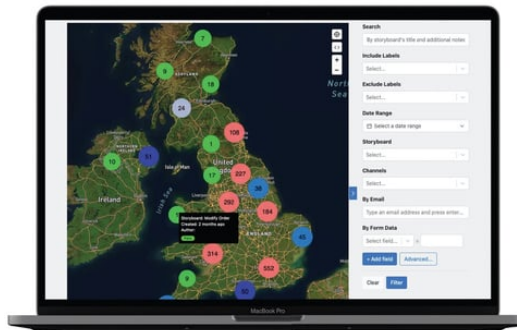 7
9
SCOTLAND
18
24
North
Sea
108
1
51
NORTHERN
IRELAND
10
Isle of Man
United
17
227
38
Ireland
Irish Sea
292
184
Storyboard: Modify Order
Created: 2 months ago
Author:
45
ENGLAND
314
552
9
50
Search
By storyboard's title and additional notes
Include Labels
Select...
Exclude Labels
Select...
Date Range
Select a date range
Storyboard
Select...
Channels
Select...
By Email
Type an email address and press enter...
By Form Data
Select field...
=
+ Add field
Advanced...
Clear
Filter
MacBook Pro